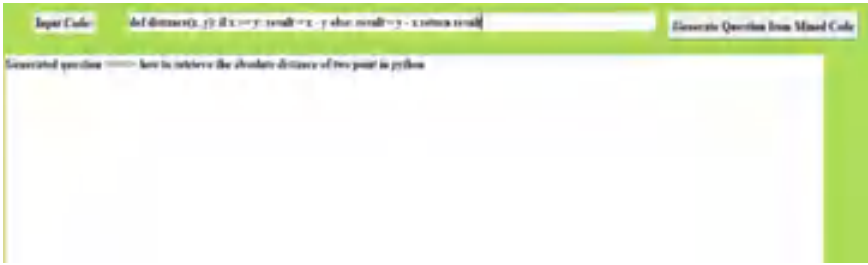 Input Code: def distance(x, y): if x >= y: result = x - y else: result = y - x return result Generate Question from Mined Code
Generated question ===== how to retrieve the absolute distance of two point in python